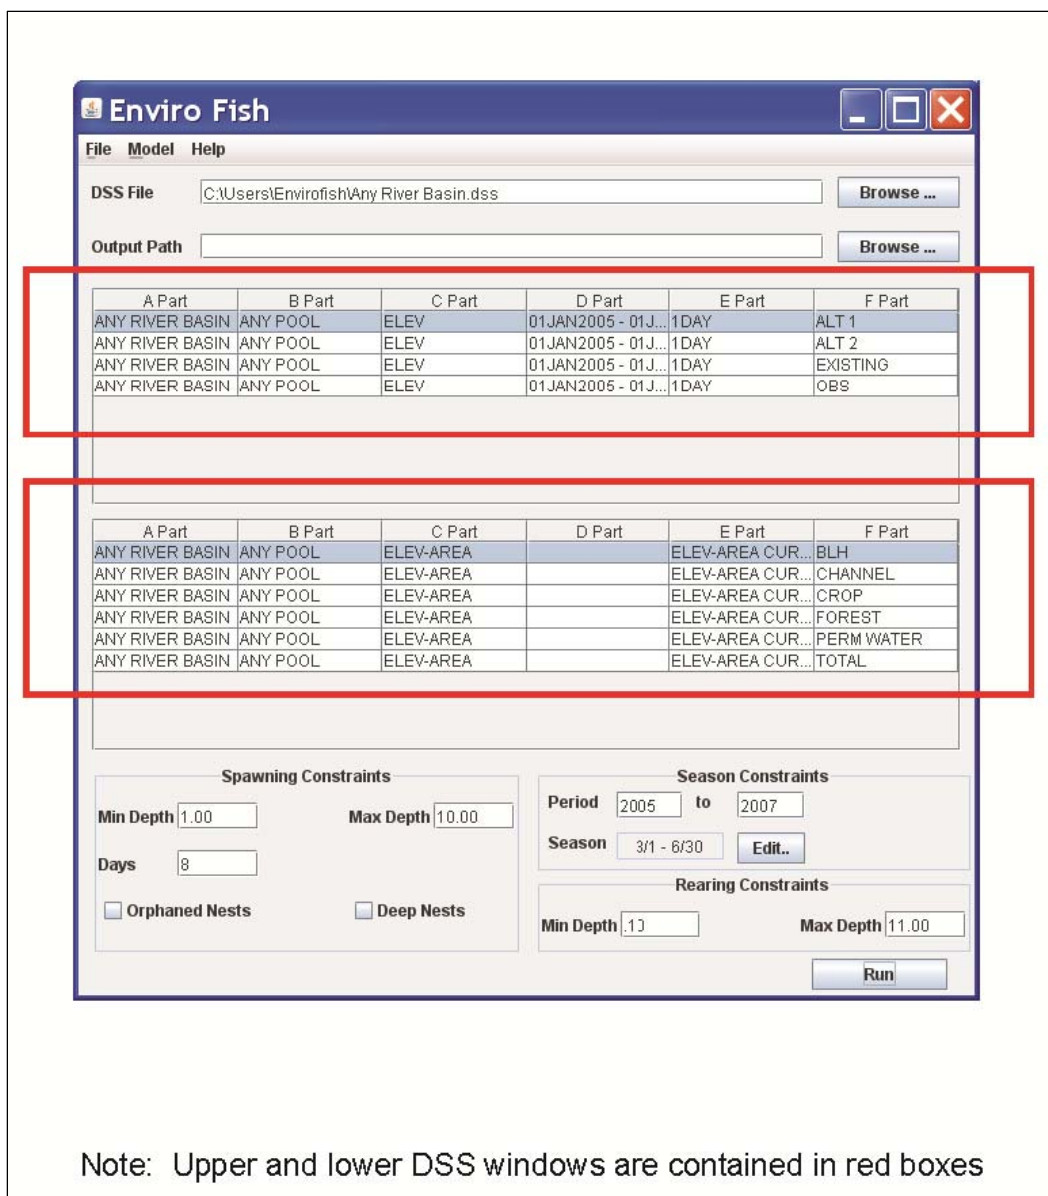 Enviro Fish
File Model Help
DSS File C:\Users\Envirofish\Any River Basin.dss Browse ...
Output Path Browse ...
A Part B Part C Part D Part E Part F Part
ANY RIVER BASIN ANY POOL ELEV 01JAN2005 - 01J... 1DAY ALT 1
ANY RIVER BASIN ANY POOL ELEV 01JAN2005 - 01J... 1DAY ALT 2
ANY RIVER BASIN ANY POOL ELEV 01JAN2005 - 01J... 1DAY EXISTING
ANY RIVER BASIN ANY POOL ELEV 01JAN2005 - 01J... 1DAY OBS
A Part B Part C Part D Part E Part F Part
ANY RIVER BASIN ANY POOL ELEV-AREA ELEV-AREA CUR... BLH
ANY RIVER BASIN ANY POOL ELEV-AREA ELEV-AREA CUR... CHANNEL
ANY RIVER BASIN ANY POOL ELEV-AREA ELEV-AREA CUR... CROP
ANY RIVER BASIN ANY POOL ELEV-AREA ELEV-AREA CUR... FOREST
ANY RIVER BASIN ANY POOL ELEV-AREA ELEV-AREA CUR... PERM WATER
ANY RIVER BASIN ANY POOL ELEV-AREA ELEV-AREA CUR... TOTAL
Spawning Constraints
Min Depth 1.00 Max Depth 10.00
Days 8
Orphaned Nests Deep Nests
Season Constraints
Period 2005 to 2007
Season 3/1 - 6/30 Edit..
Rearing Constraints
Min Depth .10 Max Depth 11.00
Run
Note: Upper and lower DSS windows are contained in red boxes